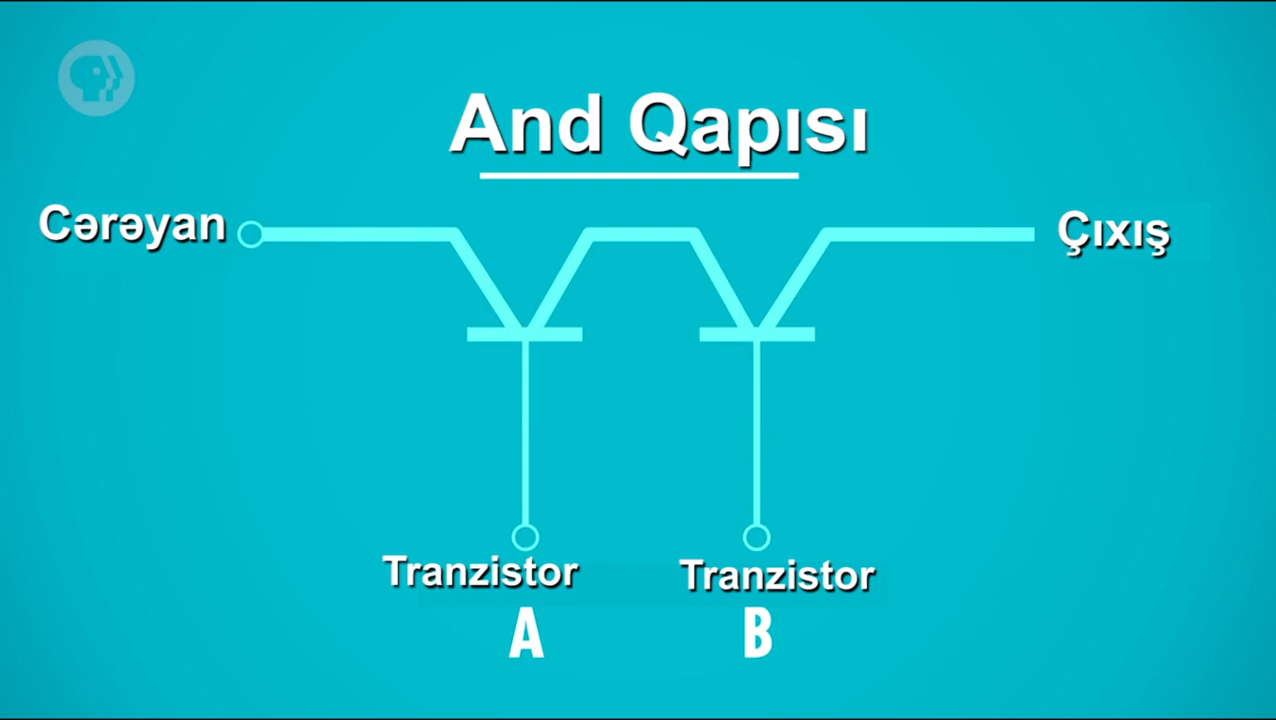 And Qapısı
Cərəyan
Çıxış
Tranzistor
A
Tranzistor
B